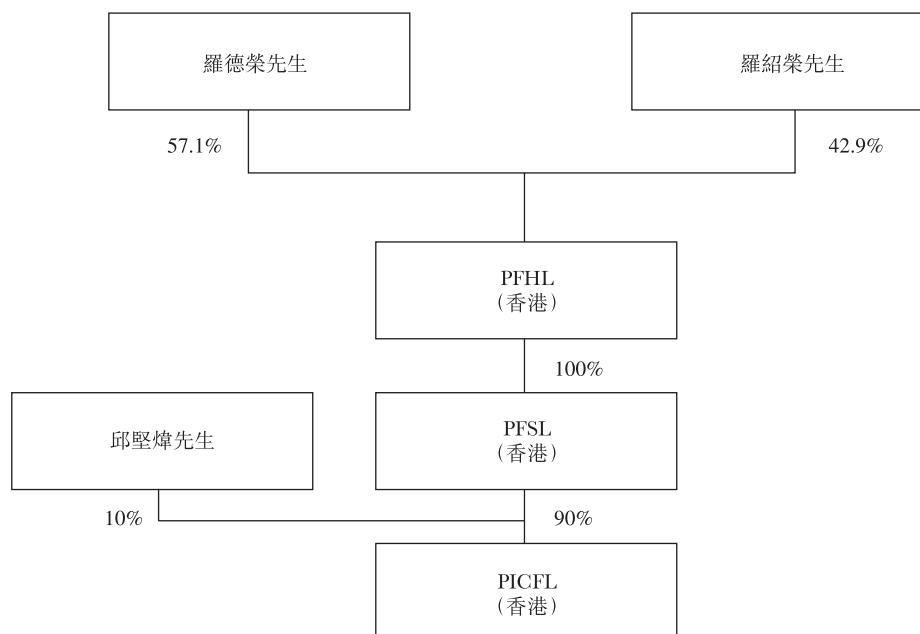 羅德榮先生
羅紹榮先生
57.1%
42.9%
PFHL
（香港）
100%
邱堅煒先生
PFSL
（香港）
10%
90%
PICFL
（香港）